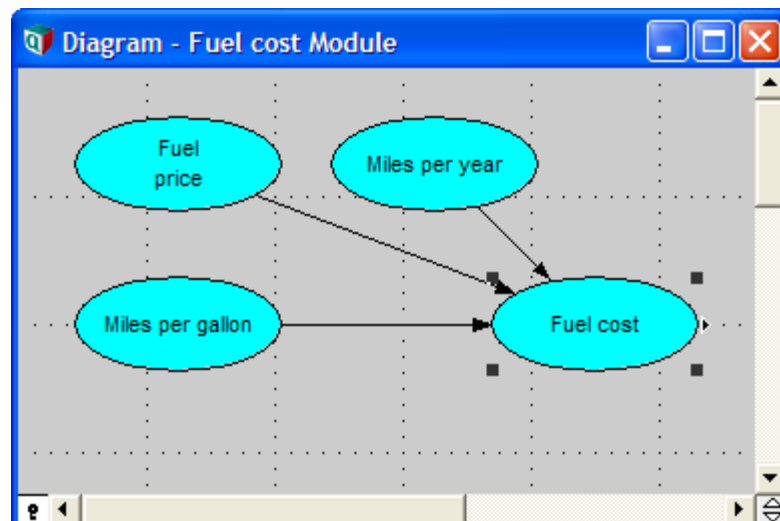 Diagram - Fuel cost Module
Fuel
price
Miles per year
Miles per gallon
Fuel cost